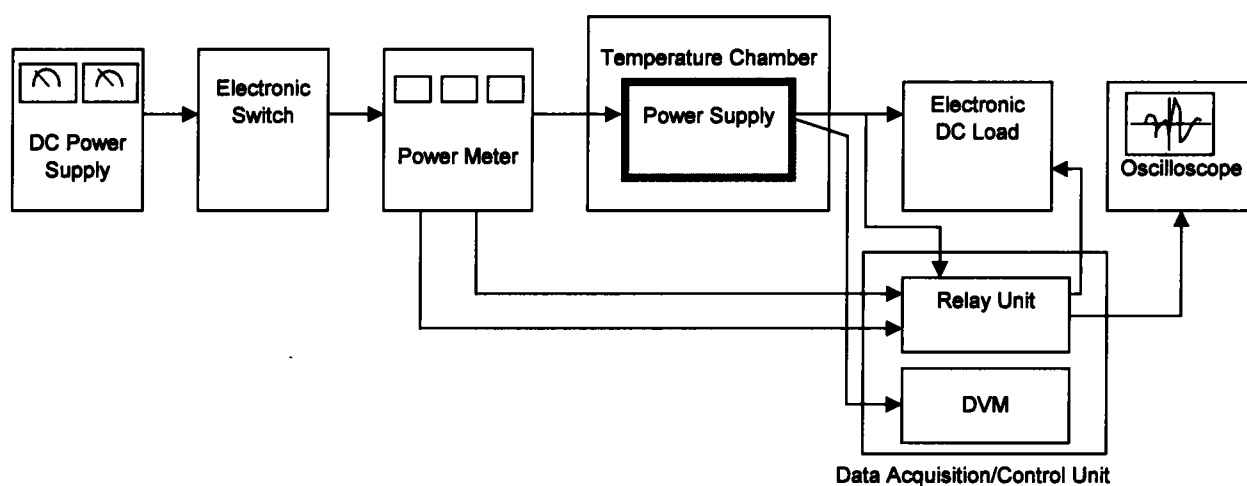 DC Power
Supply
Electronic
Switch
Power Meter
Temperature Chamber
Power Supply
Electronic
DC Load
Oscilloscope
Relay Unit
DVM
Data Acquisition/Control Unit